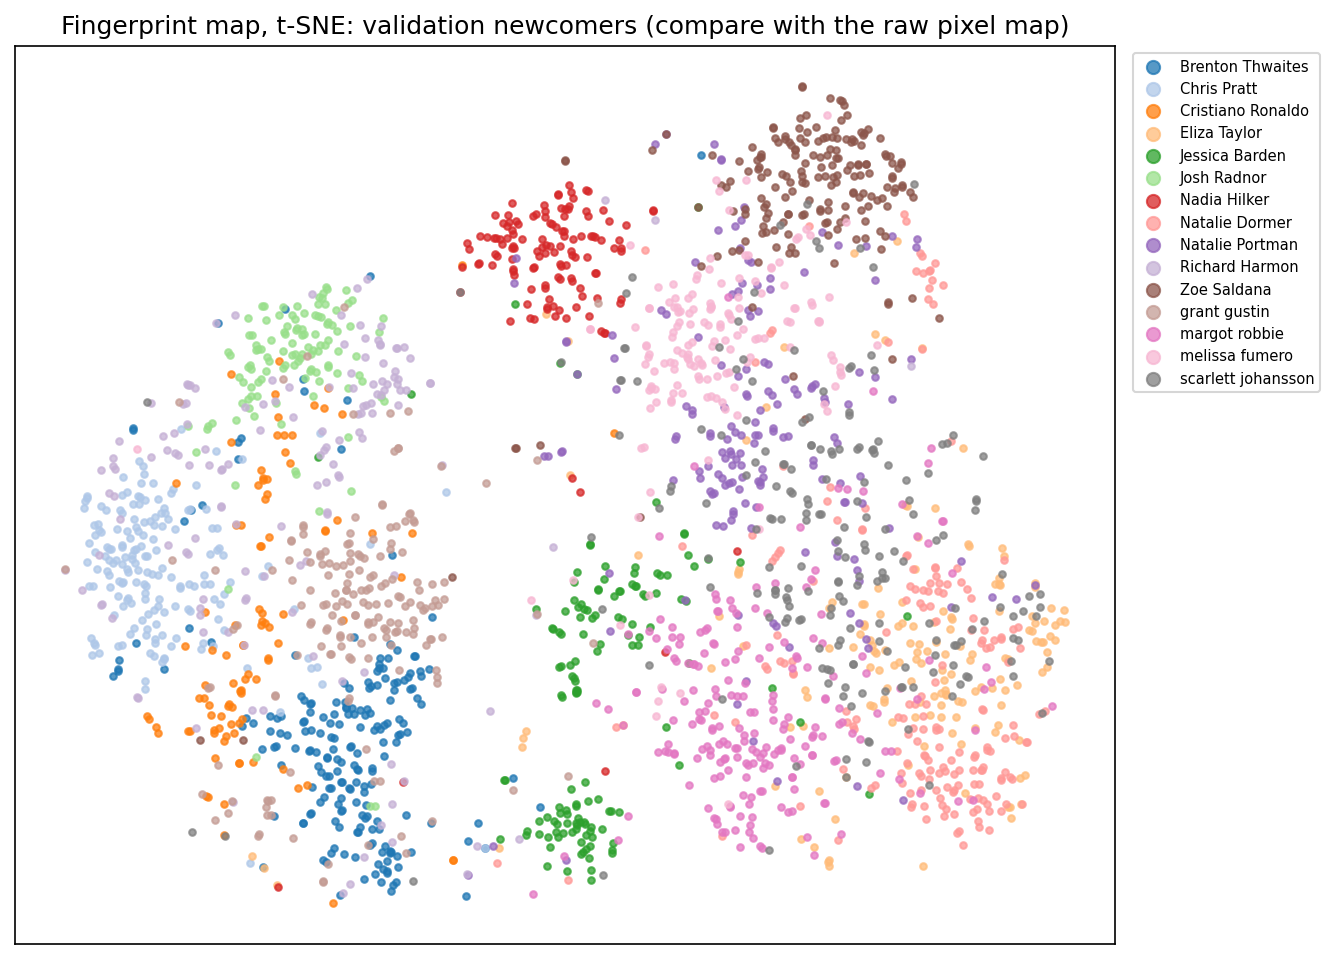 Fingerprint map, t-SNE: validation newcomers (compare with the raw pixel map)
Brenton Thwaites
Chris Pratt
Cristiano Ronaldo
Eliza Taylor
Jessica Barden
Josh Radnor
Nadia Hilker
Natalie Dormer
Natalie Portman
Richard Harmon
Zoe Saldana
grant gustin
margot robbie
melissa fumero
scarlett johansson